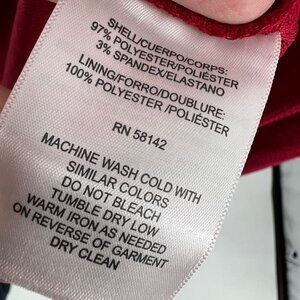 SHELL/CUERPO/CORPS:
97% POLYESTER/POLIÉSTER
3% SPANDEX/ELASTANO
LINING/FORRO/DOUBLURE:
100% POLYESTER /POLIÉSTER
RN 58142
MACHINE WASH COLD WITH
SIMILAR COLORS
DO NOT BLEACH
TUMBLE DRY LOW
WARM IRON AS NEEDED
ON REVERSE OF GARMENT
DRY CLEAN